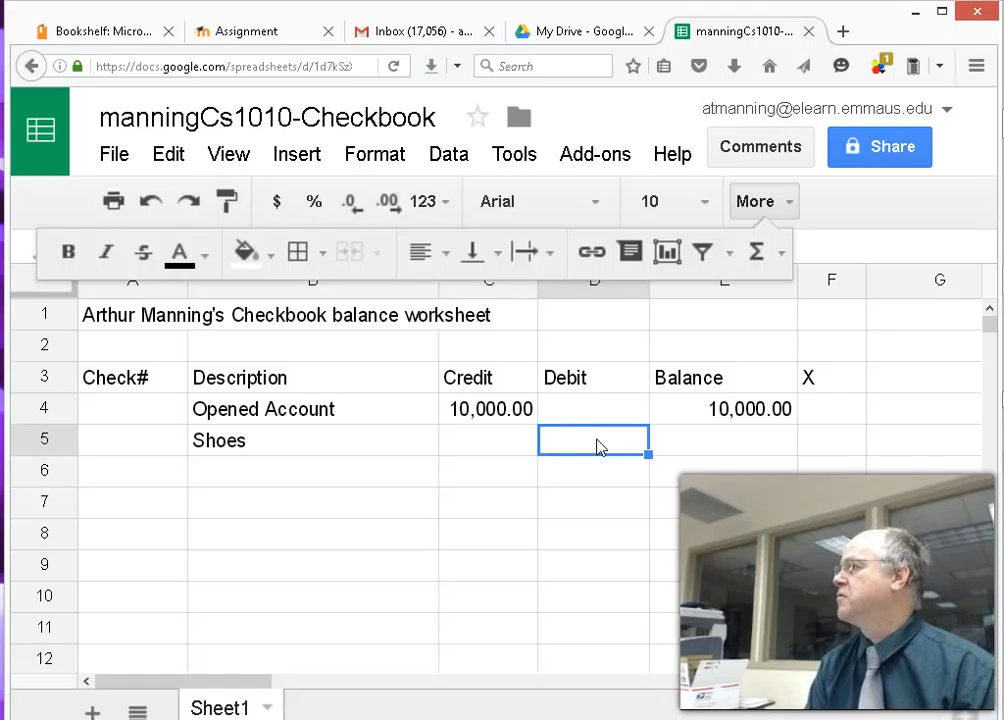 Bookshelf: Micro...
Assignment
Inbox (17,056) - a...
My Drive - Googl...
manningCs1010-...
https://docs.google.com/spreadsheets/d/1d7kSz
Search
1
manningCs1010-Checkbook
atmanning@elearn.emmaus.edu
File Edit View Insert Format Data Tools Add-ons Help
Comments
Share
$ % .0 .00 123 Arial 10 More
B I S A Σ
F G
1 Arthur Manning's Checkbook balance worksheet
2
3 Check# Description Credit Debit Balance X
4 Opened Account 10,000.00 10,000.00
5 Shoes
6
7
8
9
10
11
12
Sheet1